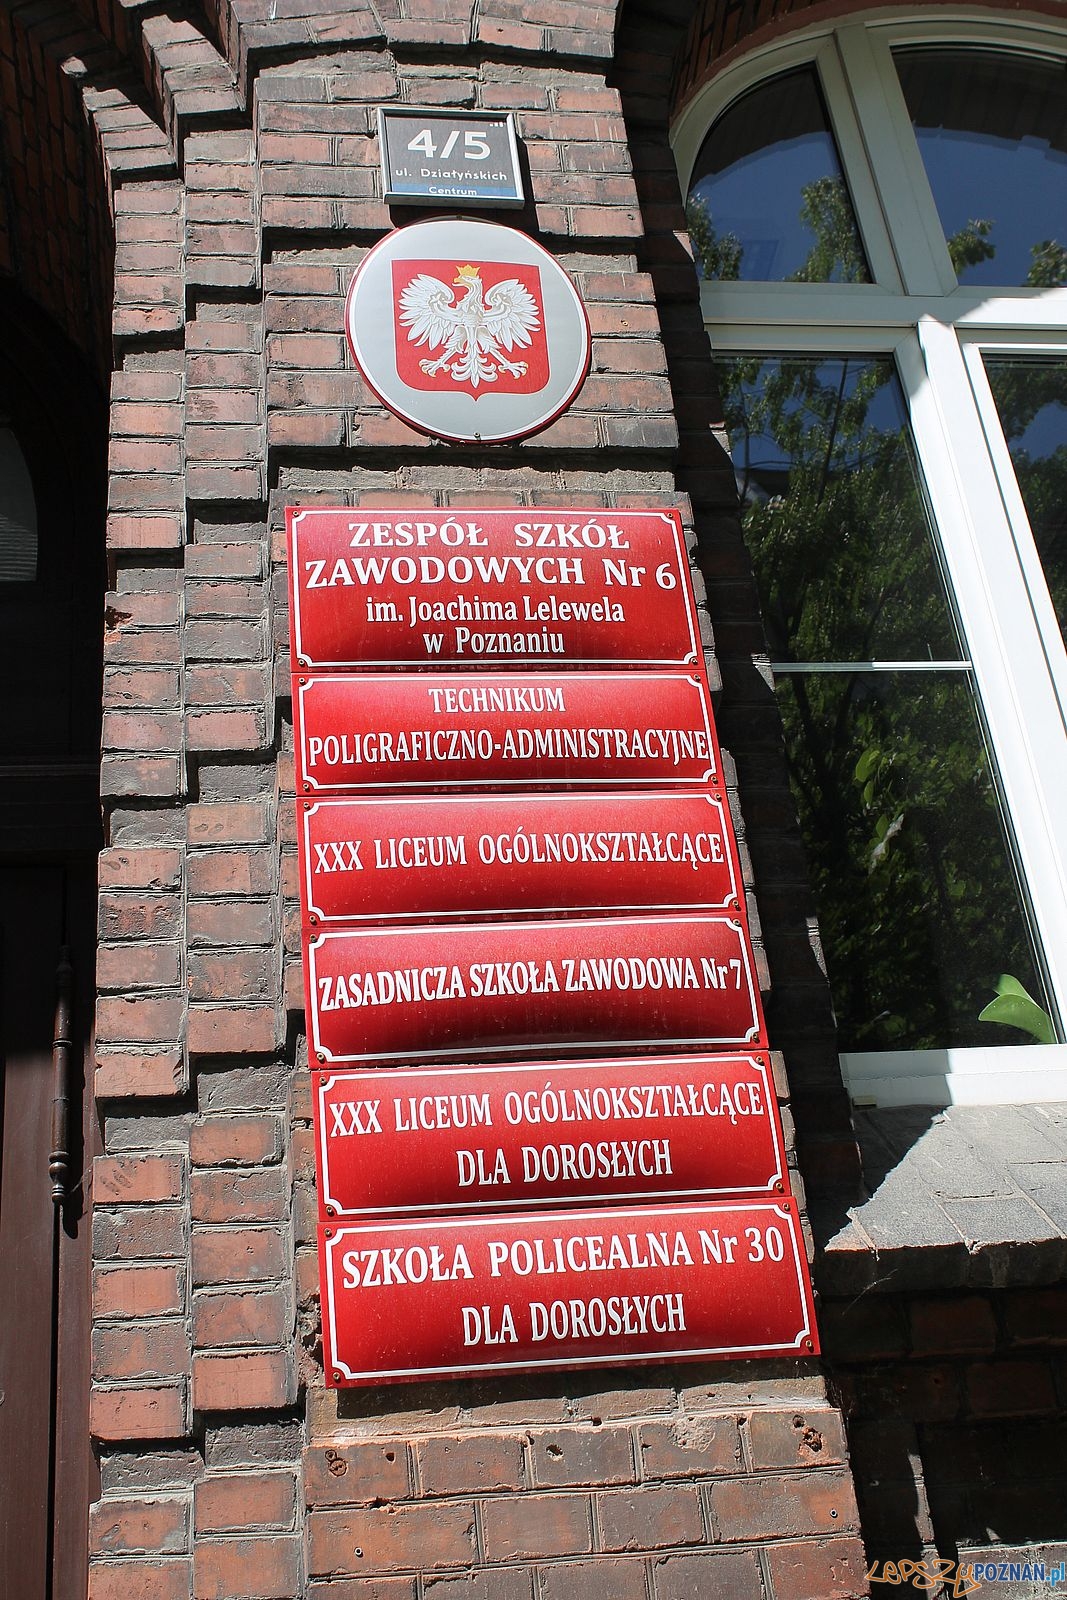 4/5
ul. Działyńskich
Centrum
ZESPÓŁ SZKÓŁ
ZAWODOWYCH Nr 6
im. Joachima Lelewela
w Poznaniu
TECHNIKUM
POLIGRAFICZNO-ADMINISTRACYJNE
XXX LICEUM OGÓLNOKSZTAŁCĄCE
ZASADNICZA SZKOŁA ZAWODOWA Nr 7
XXX LICEUM OGÓLNOKSZTAŁCĄCE
DLA DOROSŁYCH
SZKOŁA POLICEALNA Nr 30
DLA DOROSŁYCH
LEPSZYPOZNAN.pl